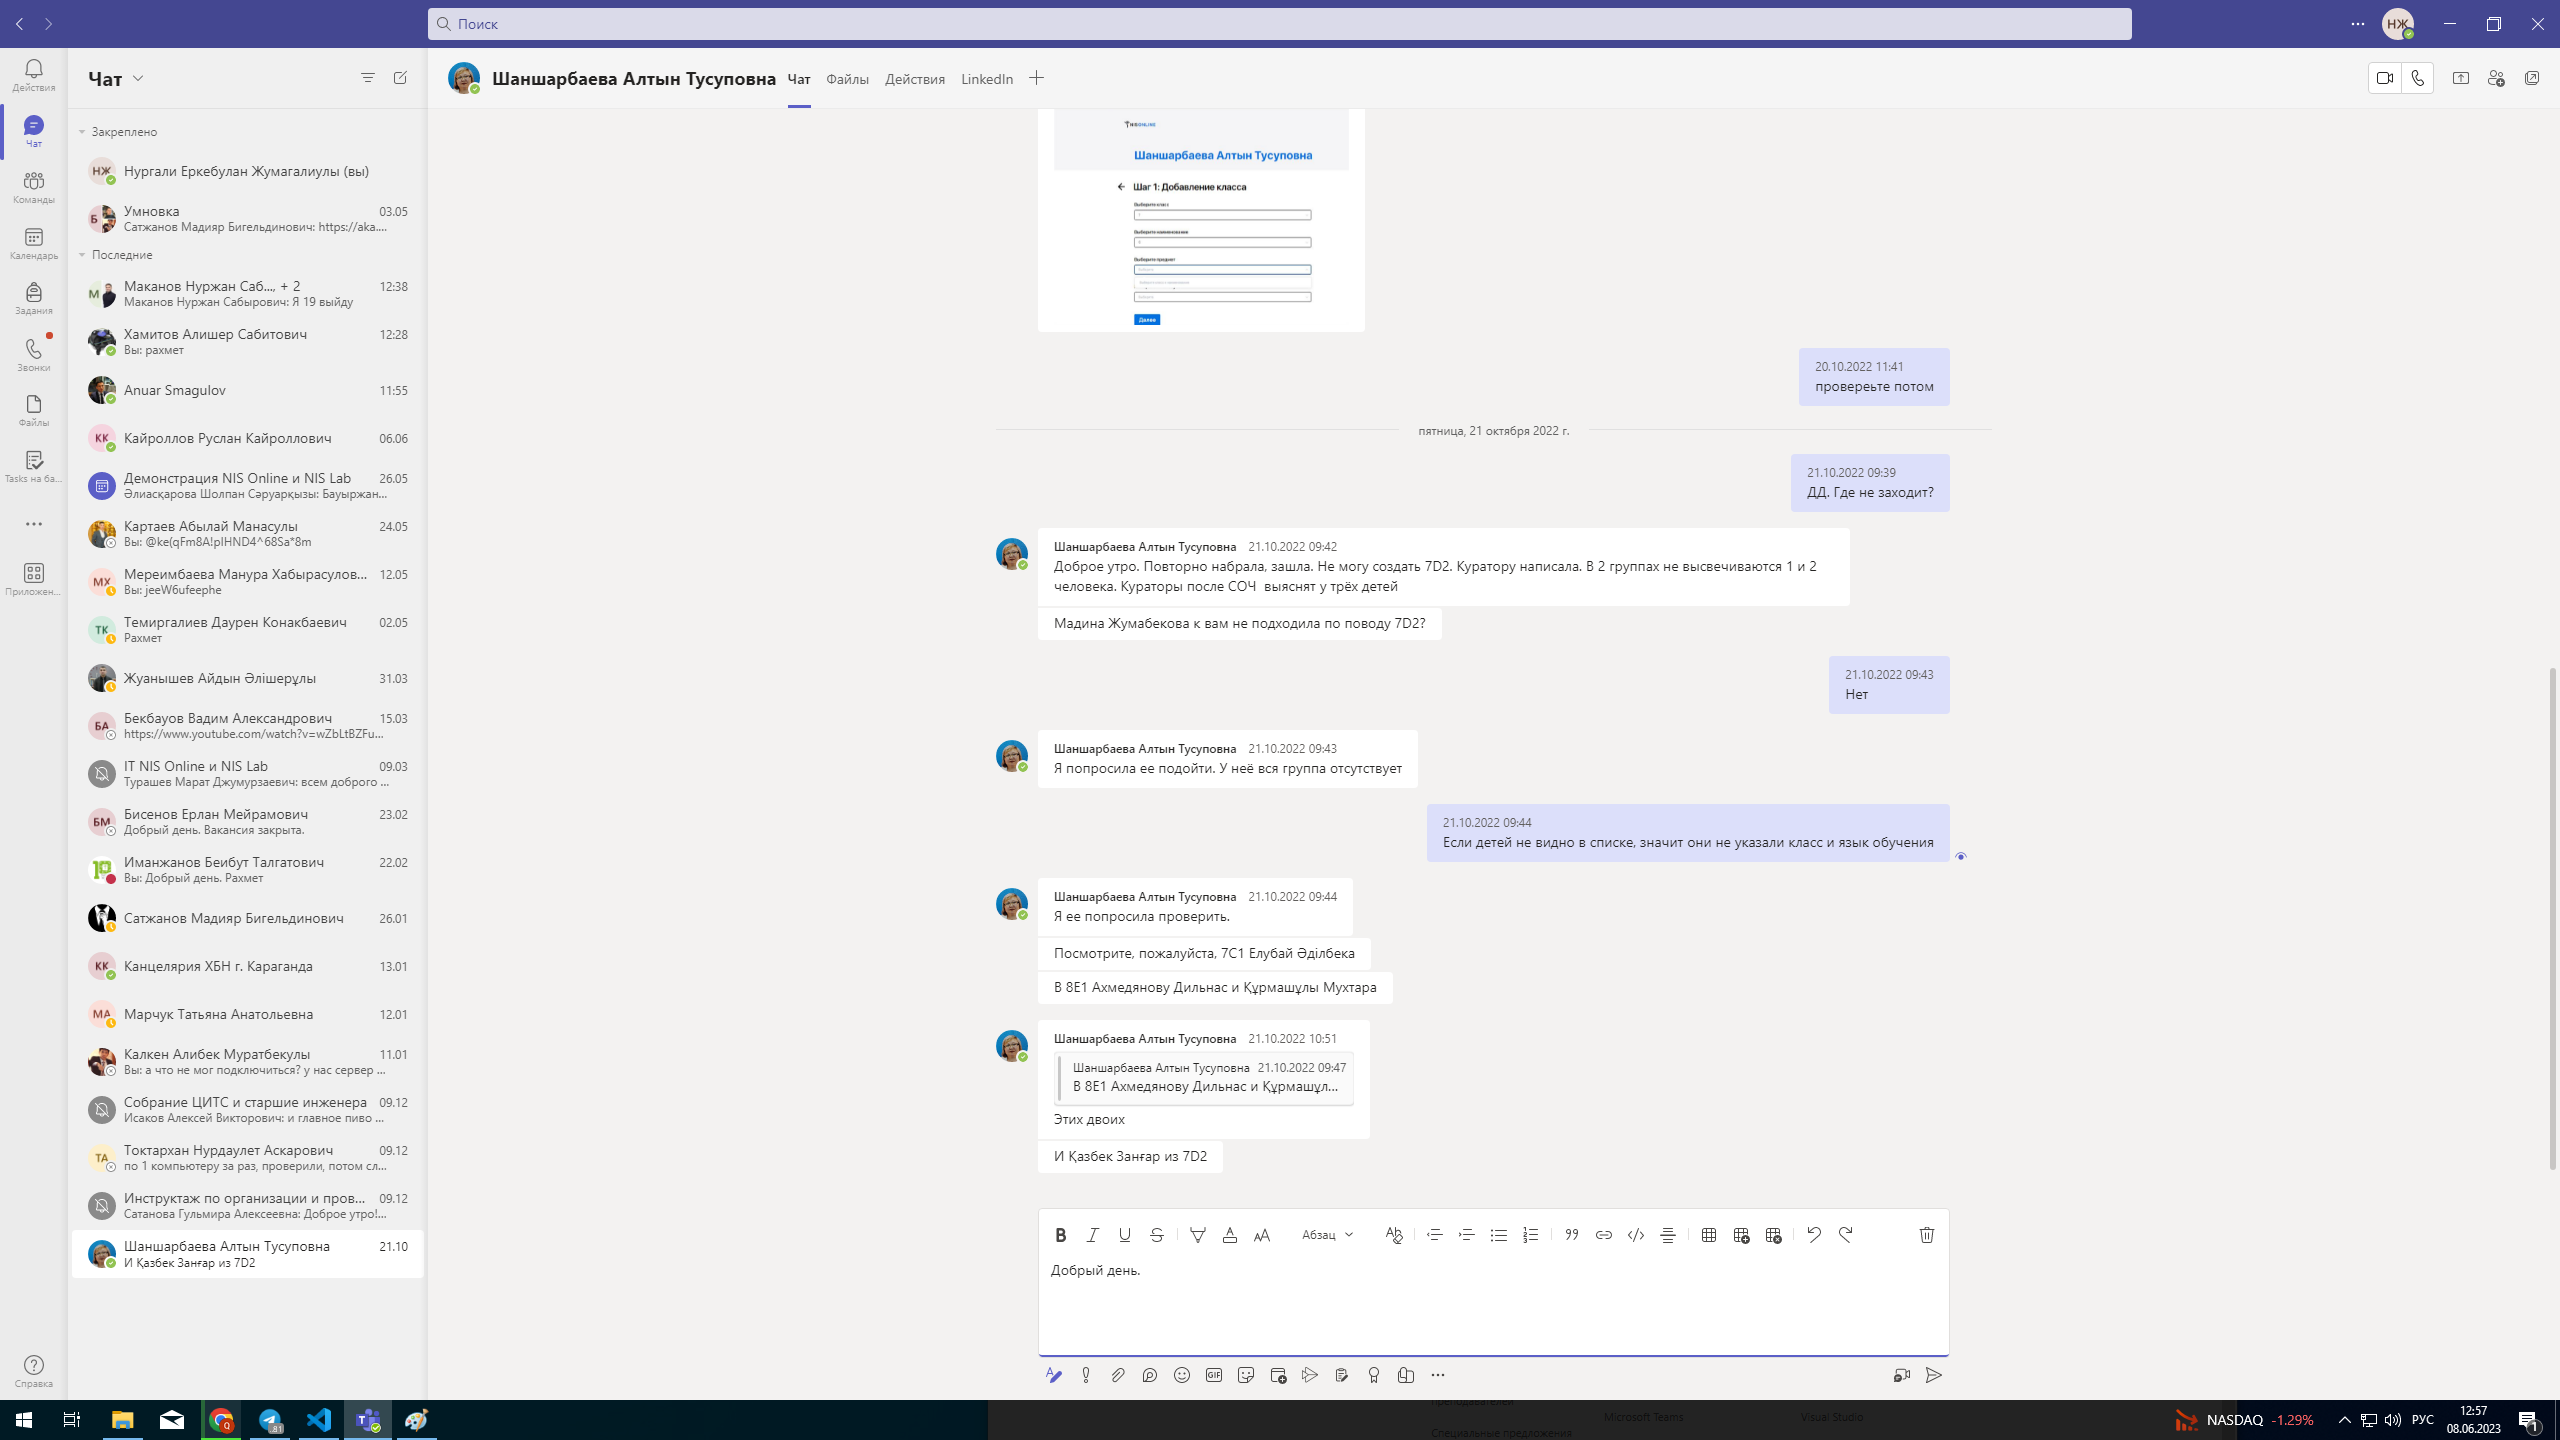 Поиск
НЖ
Действия
Чат
Команды
Календарь
Задания
Звонки
Файлы
Tasks на ба...
Приложен...
Справка
Чат
Закреплено
НЖ
Нургали Еркебулан Жумагалиулы (вы)
Умновка 03.05
Сатжанов Мадияр Бигельдинович: https://aka....
Последние
Маканов Нуржан Саб..., + 2 12:38
Маканов Нуржан Сабырович: Я 19 выйду
Хамитов Алишер Сабитович 12:28
Вы: рахмет
Anuar Smagulov 11:55
КК
Кайроллов Руслан Кайроллович 06.06
Демонстрация NIS Online и NIS Lab 26.05
Әлиасқарова Шолпан Сәруарқызы: Бауыржан...
Картаев Абылай Манасулы 24.05
Вы: @ke(qFm8A!pIHND4^68Sa*8m
МХ
Мереимбаева Манура Хабырасулов... 12.05
Вы: jeeW6ufeephe
ТК
Темиргалиев Даурен Конакбаевич 02.05
Рахмет
Жуанышев Айдын Әлішерұлы 31.03
БА
Бекбауов Вадим Александрович 15.03
https://www.youtube.com/watch?v=wZbLtBZFu...
IT NIS Online и NIS Lab 09.03
Турашев Марат Джумурзаевич: всем доброго ...
БМ
Бисенов Ерлан Мейрамович 23.02
Добрый день. Вакансия закрыта.
Иманжанов Беибут Талгатович 22.02
Вы: Добрый день. Рахмет
Сатжанов Мадияр Бигельдинович 26.01
КК
Канцелярия ХБН г. Караганда 13.01
МА
Марчук Татьяна Анатольевна 12.01
Калкен Алибек Муратбекулы 11.01
Вы: а что не мог подключиться? у нас сервер ...
Собрание ЦИТС и старшие инженера 09.12
Исаков Алексей Викторович: и главное пиво ...
ТА
Токтархан Нурдаулет Аскарович 09.12
по 1 компьютеру за раз, проверили, потом сл...
Инструктаж по организации и пров... 09.12
Сатанова Гульмира Алексеевна: Доброе утро!...
Шаншарбаева Алтын Тусуповна 21.10
И Қазбек Занғар из 7D2
Шаншарбаева Алтын Тусуповна Чат Файлы Действия LinkedIn
Шаншарбаева Алтын Тусуповна
Шаг 1: Добавление класса
Выберите класс
Выберите наименование
Выберите предмет
Далее
20.10.2022 11:41
провереьте потом
пятница, 21 октября 2022 г.
21.10.2022 09:39
ДД. Где не заходит?
Шаншарбаева Алтын Тусуповна 21.10.2022 09:42
Доброе утро. Повторно набрала, зашла. Не могу создать 7D2. Куратору написала. В 2 группах не высвечиваются 1 и 2
человека. Кураторы после СОЧ выяснят у трёх детей
Мадина Жумабекова к вам не подходила по поводу 7D2?
21.10.2022 09:43
Нет
Шаншарбаева Алтын Тусуповна 21.10.2022 09:43
Я попросила ее подойти. У неё вся группа отсутствует
21.10.2022 09:44
Если детей не видно в списке, значит они не указали класс и язык обучения
Шаншарбаева Алтын Тусуповна 21.10.2022 09:44
Я ее попросила проверить.
Посмотрите, пожалуйста, 7С1 Елубай Әділбека
В 8Е1 Ахмедянову Дильнас и Құрмашұлы Мухтара
Шаншарбаева Алтын Тусуповна 21.10.2022 10:51
Шаншарбаева Алтын Тусуповна 21.10.2022 09:47
В 8Е1 Ахмедянову Дильнас и Құрмашұл...
Этих двоих
И Қазбек Занғар из 7D2
Абзац
Добрый день.
GIF
преподавателей
Microsoft Teams
Visual Studio
Специальные предложения
81
NASDAQ -1.29%
РУС
12:57
08.06.2023
1